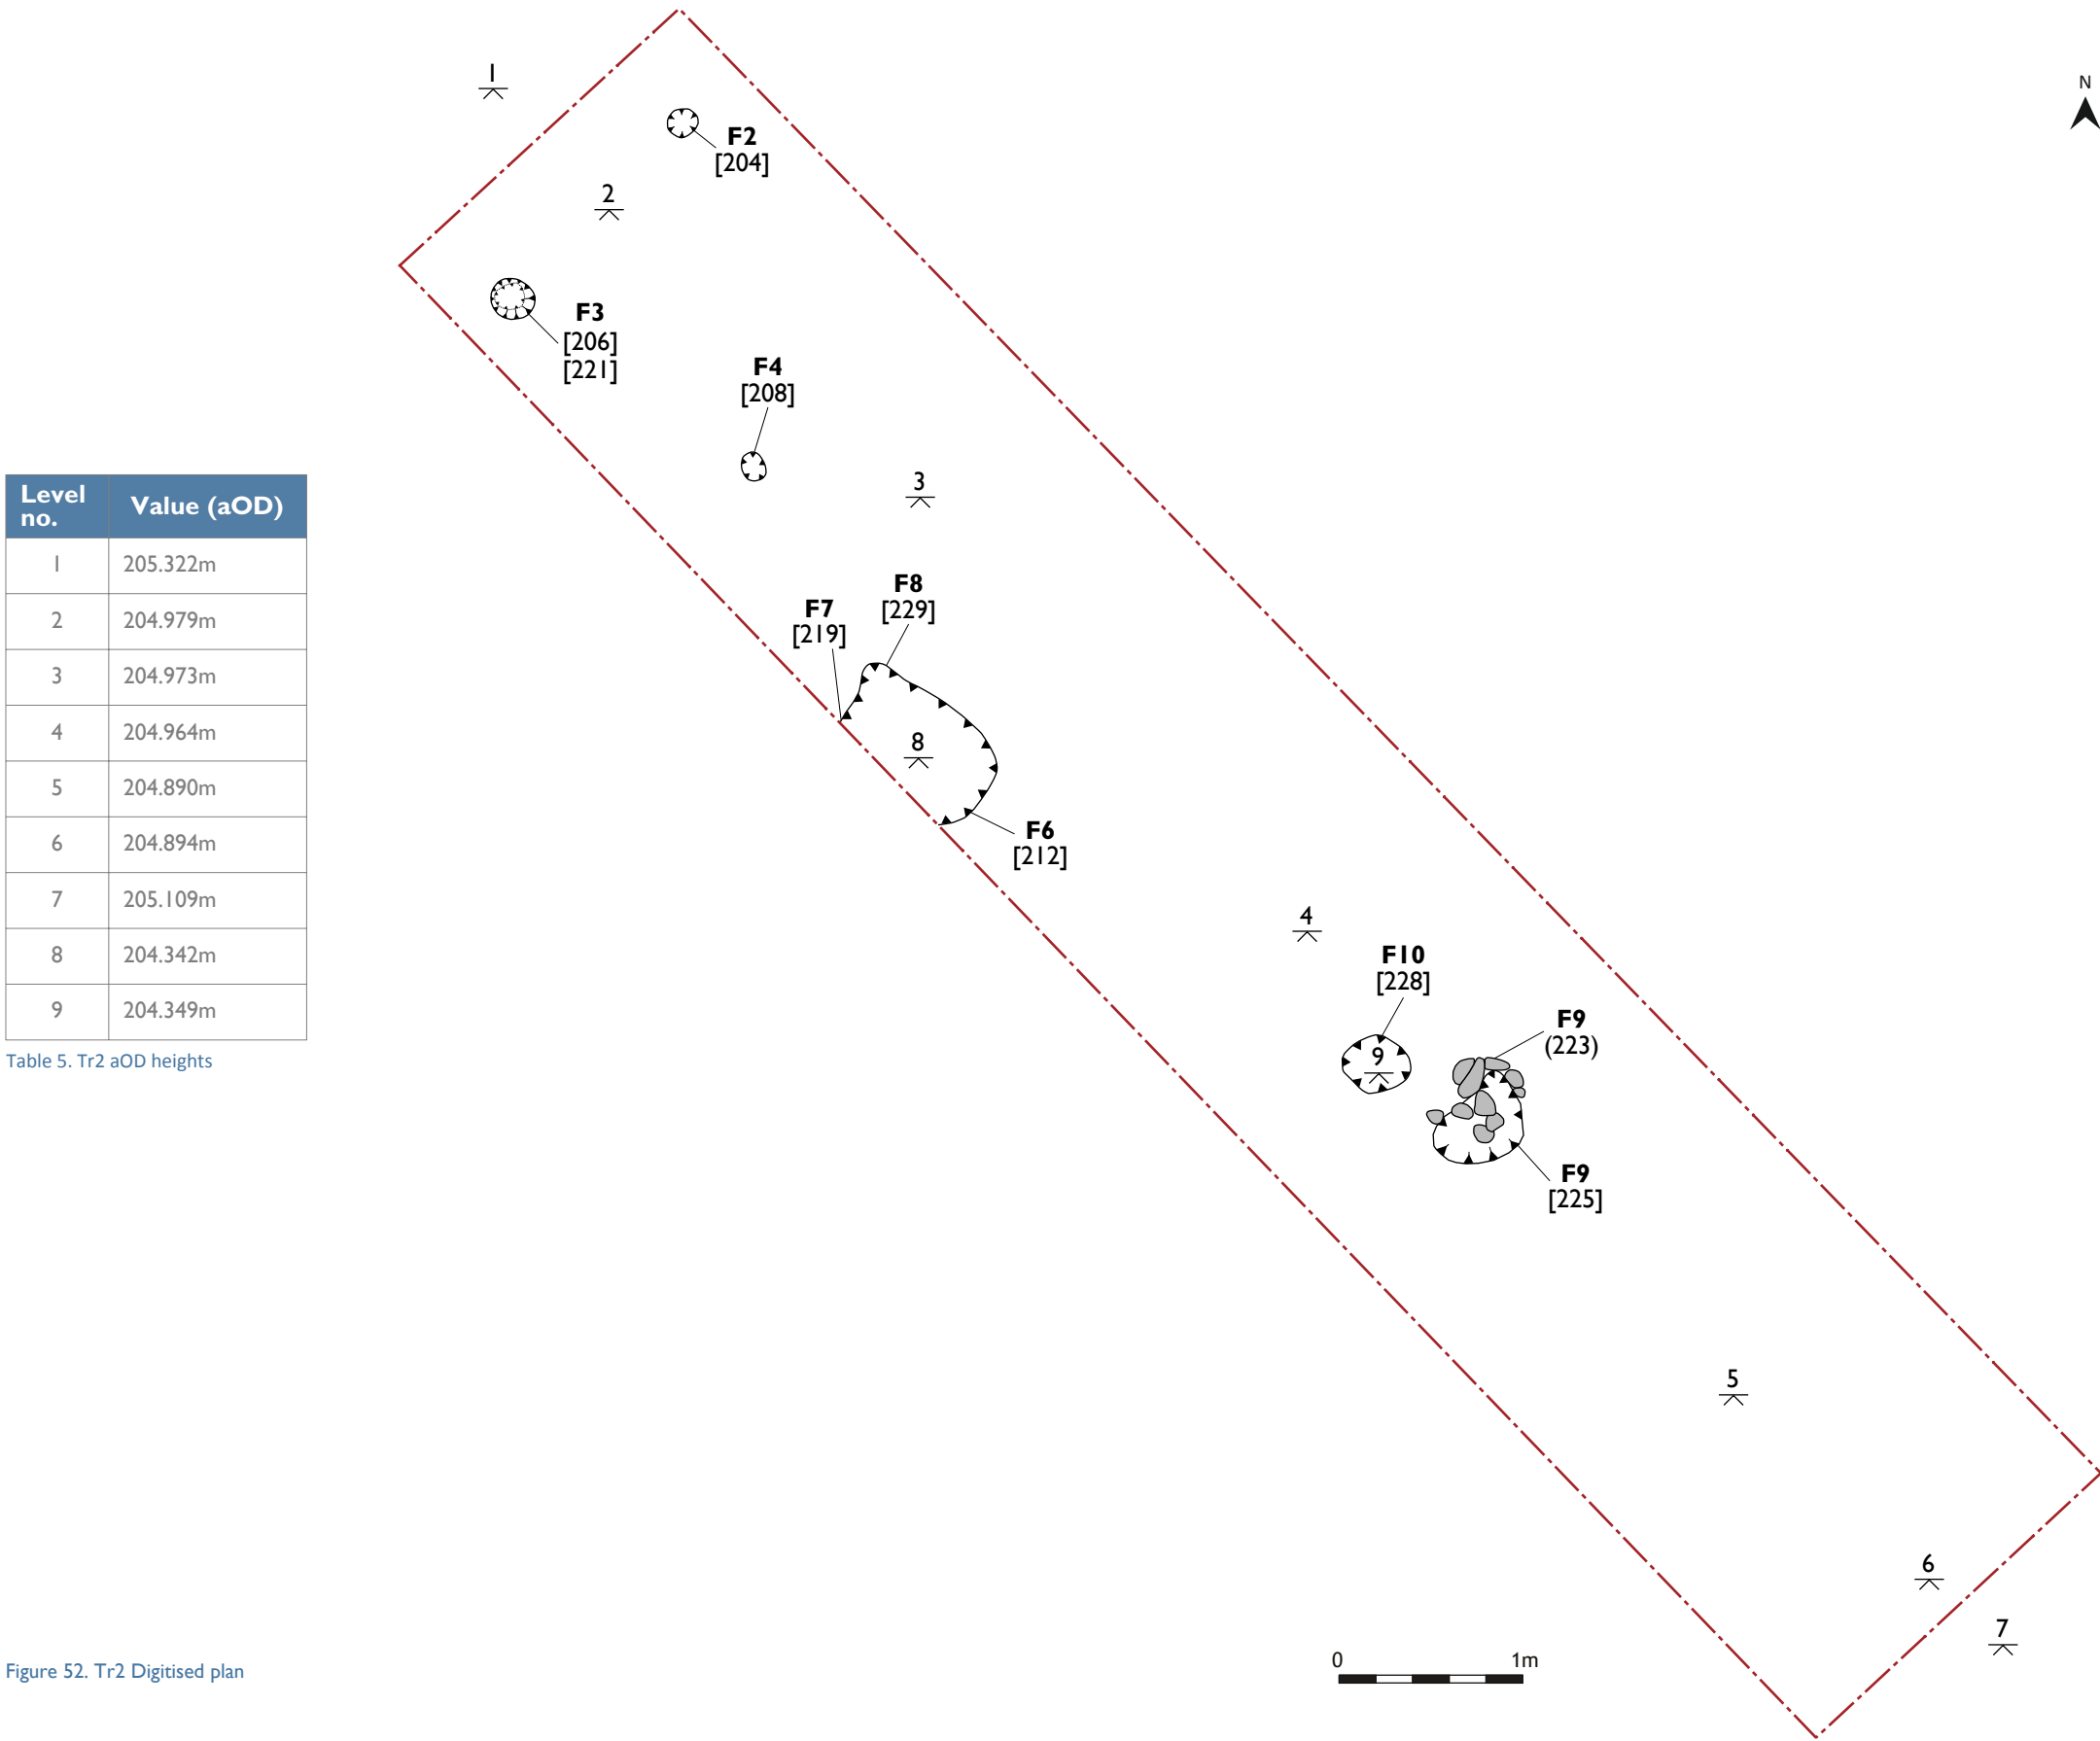 1
N
F2
[204]
2
F3
[206]
[221]
F4
[208]
3
Level no. Value (aOD)
1 205.322m
2 204.979m
3 204.973m
4 204.964m
5 204.890m
6 204.894m
7 205.109m
8 204.342m
9 204.349m
Table 5. Tr2 aOD heights
F8
[229]
F7
[219]
8
F6
[212]
4
F10
[228]
9
F9
(223)
F9
[225]
5
6
7
0 1m
Figure 52. Tr2 Digitised plan